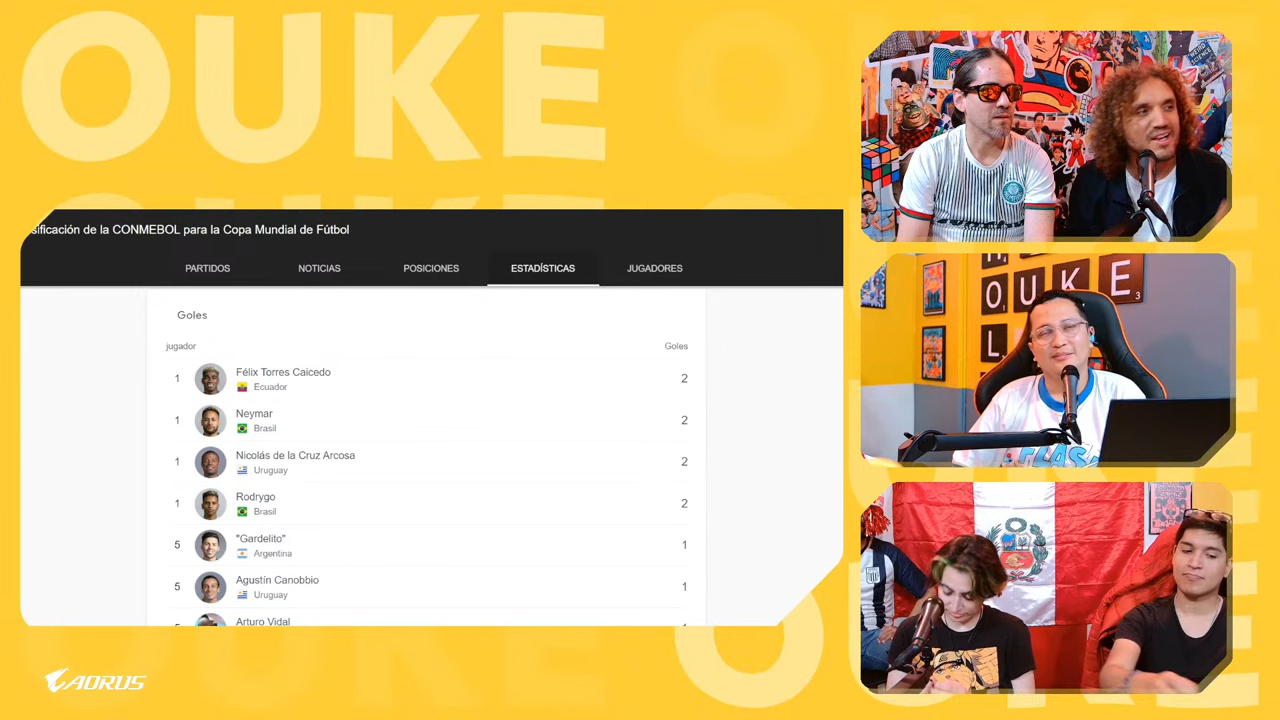 OUKE
sificación de la CONMEBOL para la Copa Mundial de Fútbol
PARTIDOS
NOTICIAS
POSICIONES
ESTADÍSTICAS
JUGADORES
Goles
jugador
Goles
1
Félix Torres Caicedo
Ecuador
2
1
Neymar
Brasil
2
1
Nicolás de la Cruz Arcosa
Uruguay
2
1
Rodrygo
Brasil
2
5
"Gardelito"
Argentina
1
5
Agustín Canobbio
Uruguay
1
Arturo Vidal
AORUS
OUKE
L